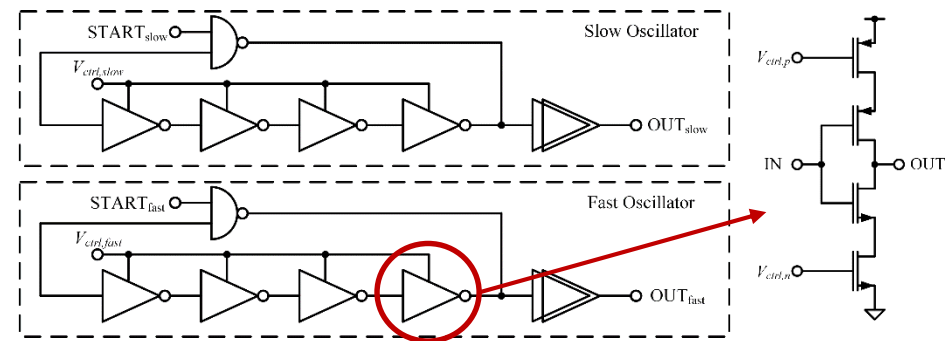 START_slow
Slow Oscillator
V_ctrl,slow
OUT_slow
START_fast
Fast Oscillator
V_ctrl,fast
OUT_fast
V_ctrl,p
IN
OUT
V_ctrl,n